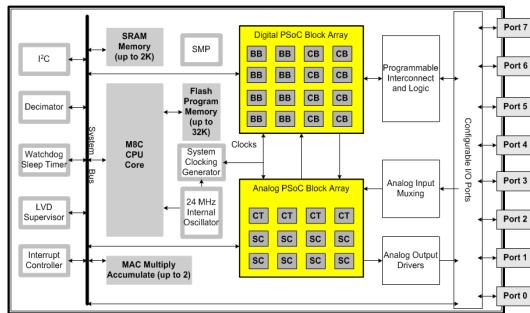 I²C
Decimator
Watchdog
Sleep Timer
LVD
Supervisor
Interrupt
Controller
System
Bus
SRAM
Memory
(up to 2K)
SMP
M8C
CPU
Core
Flash
Program
Memory
(up to
32K)
System
Clocking
Generator
24 MHz
Internal
Oscillator
MAC Multiply
Accumulate (up to 2)
Clocks
Digital PSoC Block Array
BB BB CB CB
BB BB CB CB
BB BB CB CB
BB BB CB CB
Analog PSoC Block Array
CT CT CT CT
SC SC SC SC
SC SC SC SC
Programmable
Interconnect
and Logic
Analog Input
Muxing
Analog Output
Drivers
Configurable I/O Ports
Port 7
Port 6
Port 5
Port 4
Port 3
Port 2
Port 1
Port 0